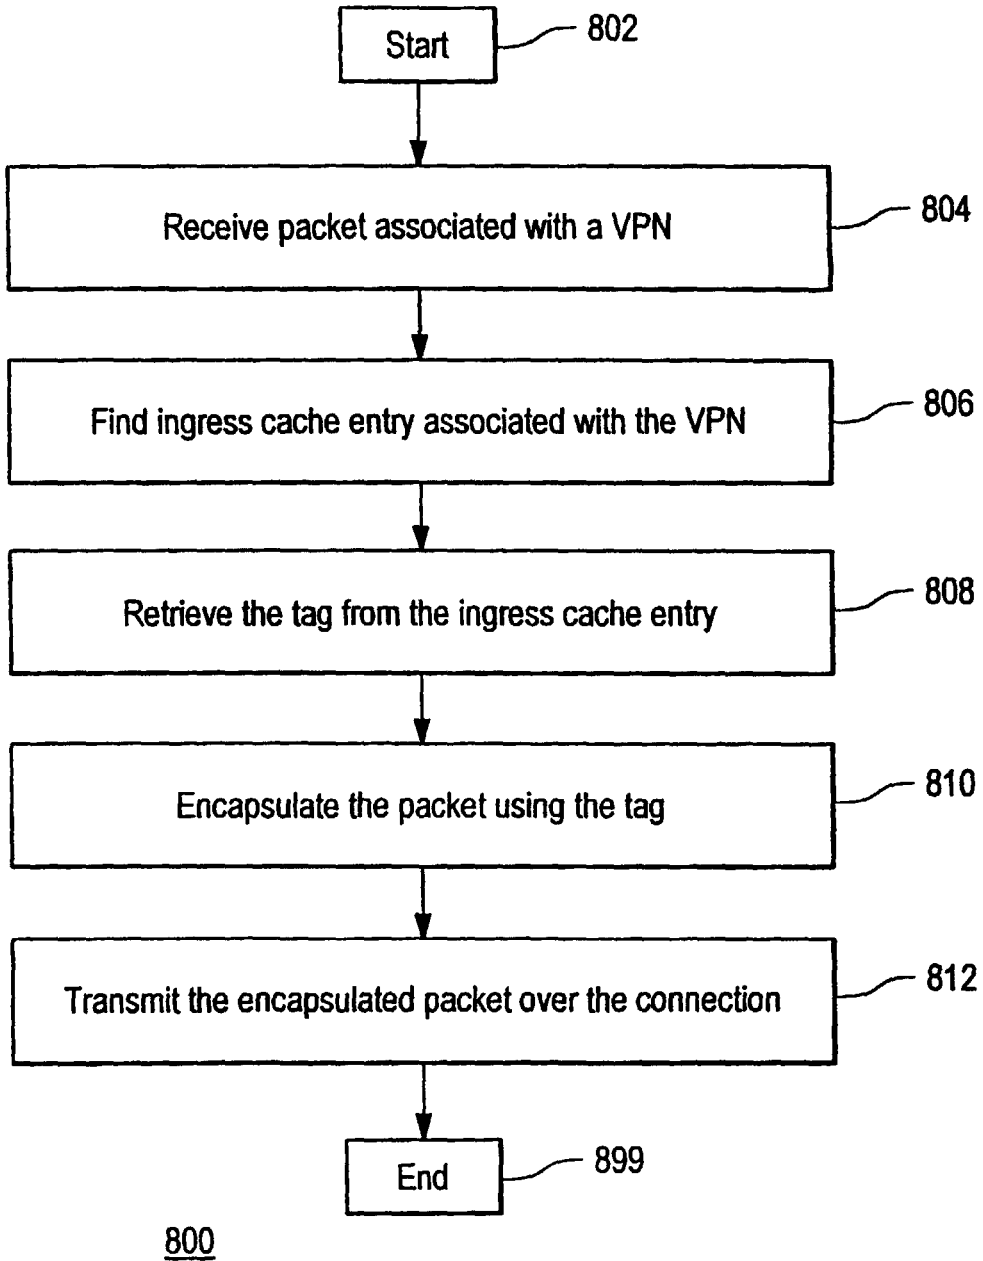 Start
802
Receive packet associated with a VPN
804
Find ingress cache entry associated with the VPN
806
Retrieve the tag from the ingress cache entry
808
Encapsulate the packet using the tag
810
Transmit the encapsulated packet over the connection
812
End
899
800